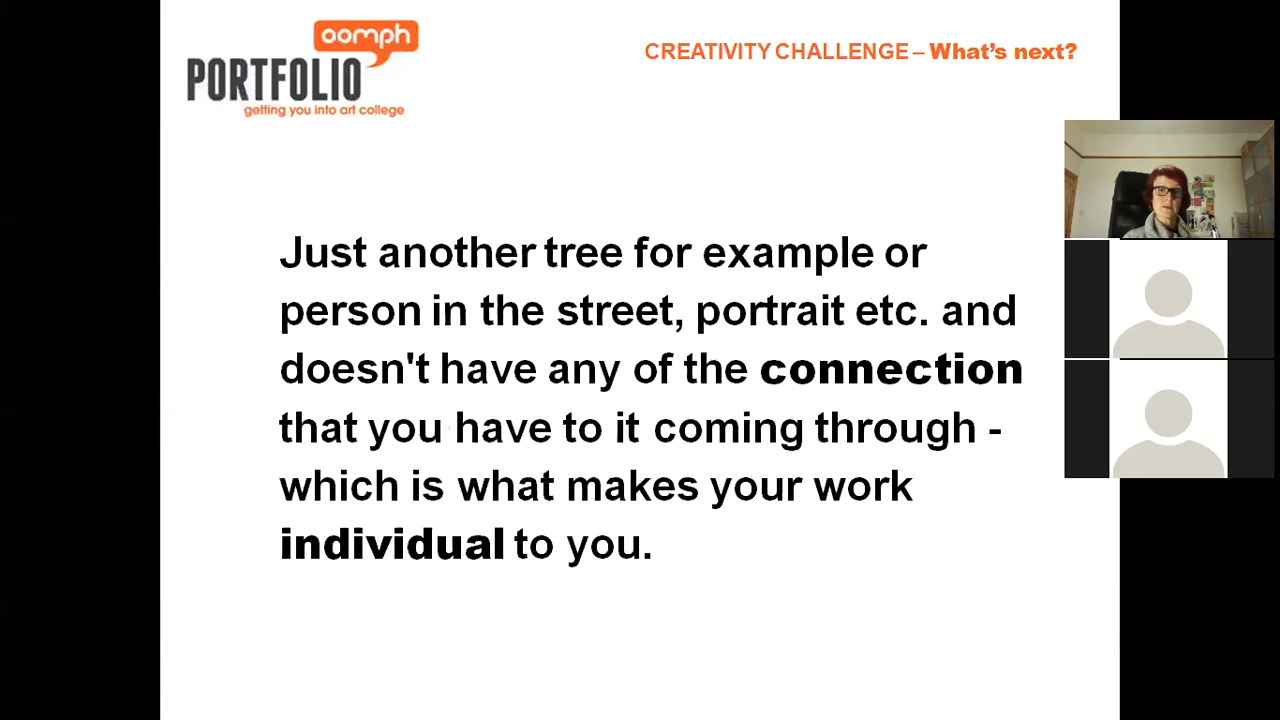 oomph
PORTFOLIO
getting you into art college
CREATIVITY CHALLENGE – What's next?
Just another tree for example or
person in the street, portrait etc. and
doesn't have any of the connection
that you have to it coming through -
which is what makes your work
individual to you.